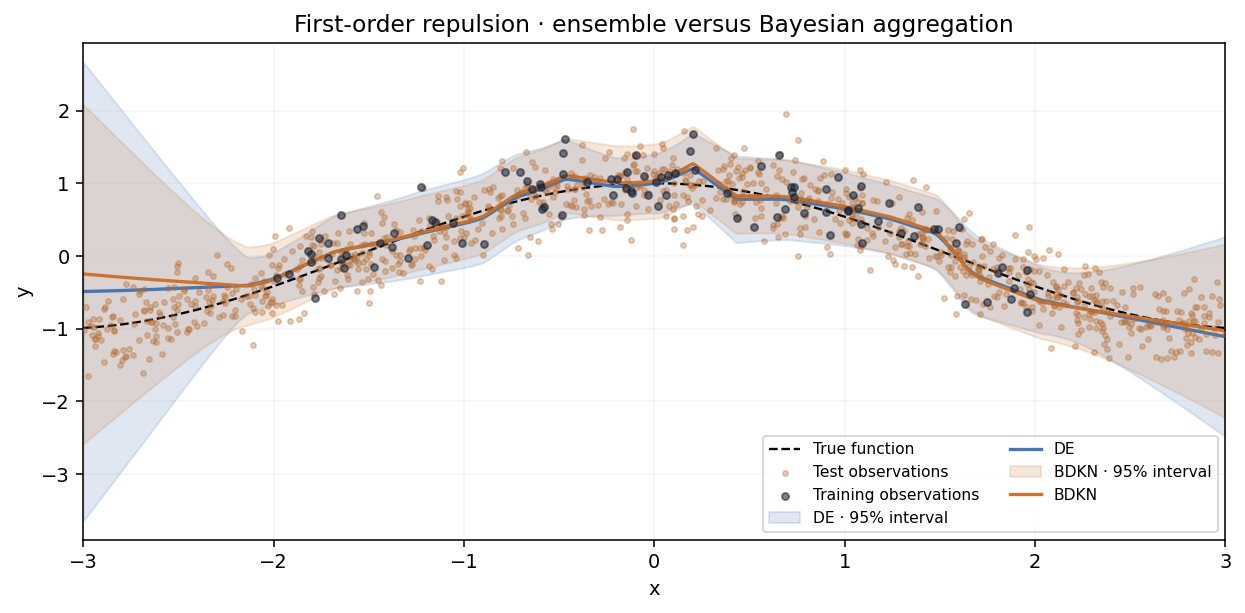 First-order repulsion · ensemble versus Bayesian aggregation
y
2
1
0
−1
−2
−3
−3
−2
−1
0
1
2
3
x
True function
Test observations
Training observations
DE · 95% interval
DE
BDKN · 95% interval
BDKN